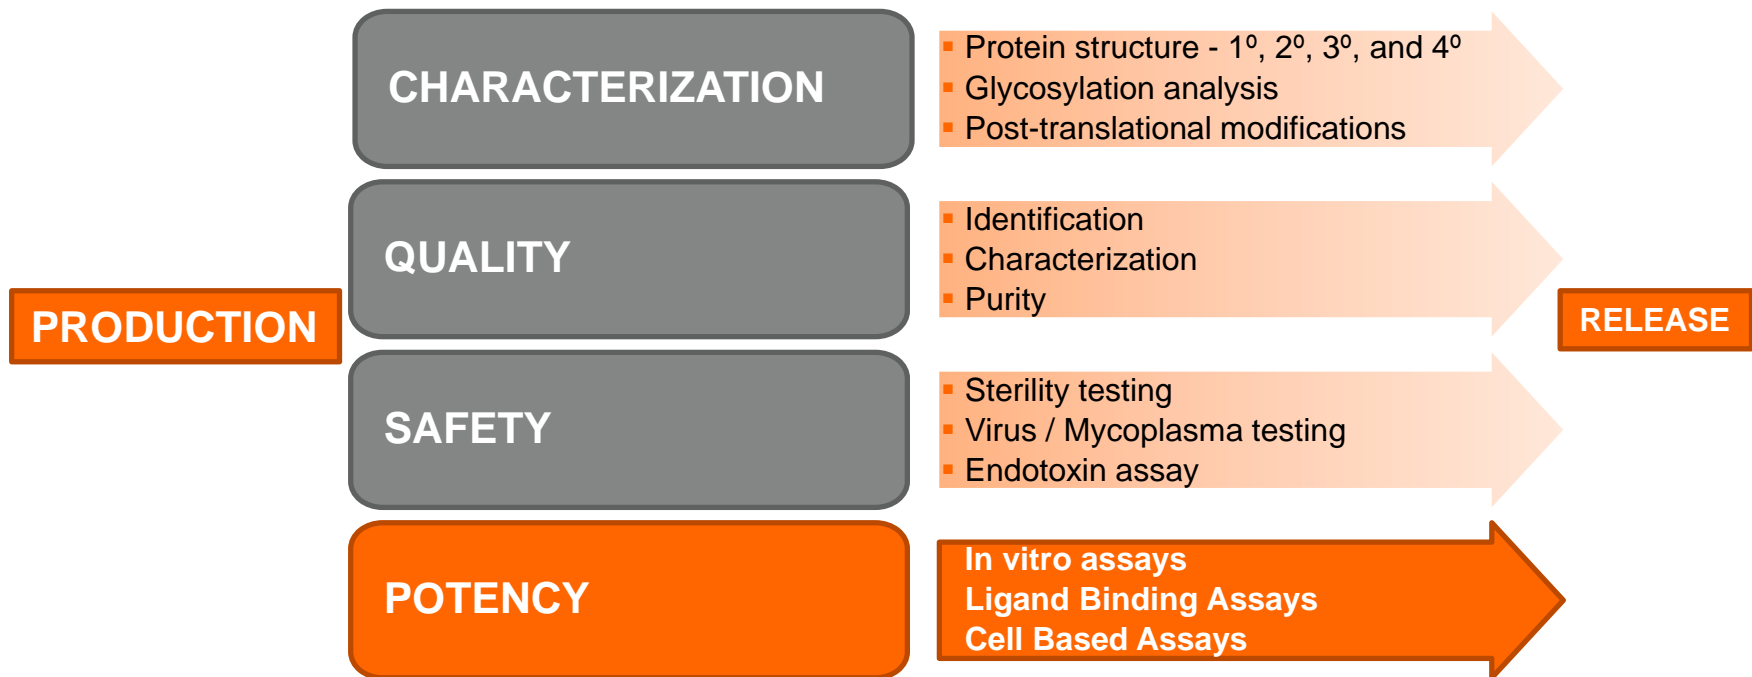 PRODUCTION
CHARACTERIZATION
▪ Protein structure - 1º, 2º, 3º, and 4º
▪ Glycosylation analysis
▪ Post-translational modifications
QUALITY
▪ Identification
▪ Characterization
▪ Purity
SAFETY
▪ Sterility testing
▪ Virus / Mycoplasma testing
▪ Endotoxin assay
POTENCY
In vitro assays
Ligand Binding Assays
Cell Based Assays
RELEASE